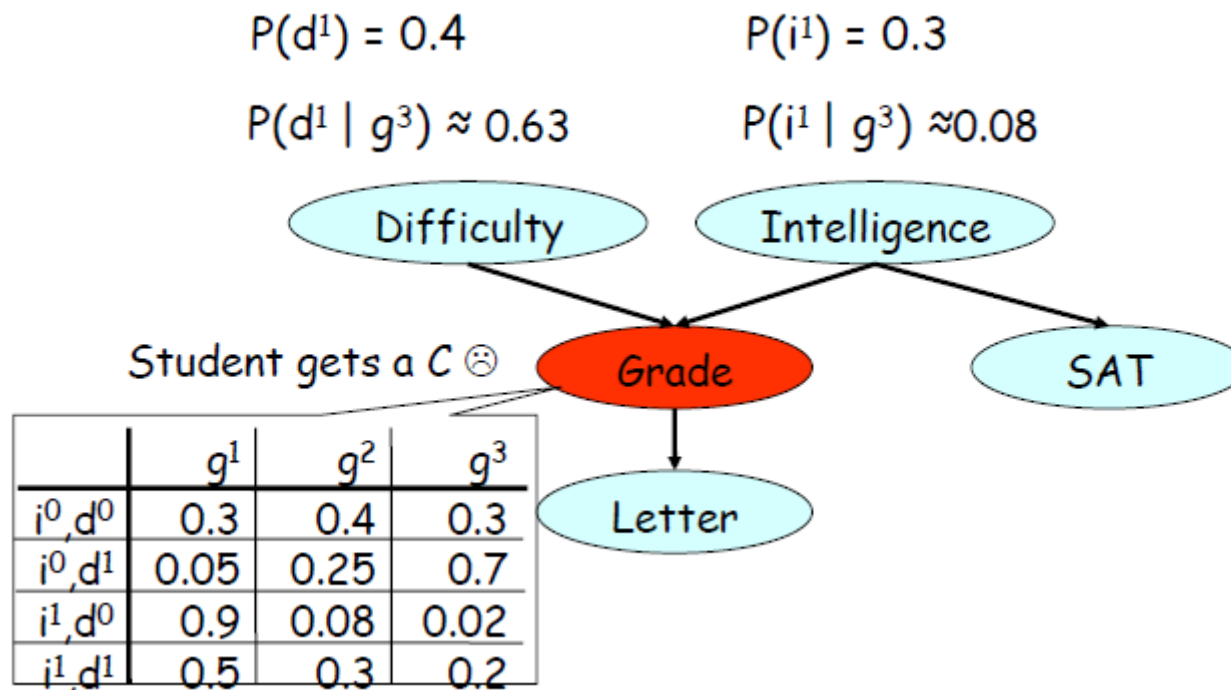 P(d¹) = 0.4 P(i¹) = 0.3
P(d¹ | g³) ≈ 0.63 P(i¹ | g³) ≈0.08
Difficulty Intelligence
Student gets a C ☹ Grade SAT
g¹ g² g³
i⁰,d⁰ 0.3 0.4 0.3
Letter
i⁰,d¹ 0.05 0.25 0.7
i¹,d⁰ 0.9 0.08 0.02
i¹,d¹ 0.5 0.3 0.2